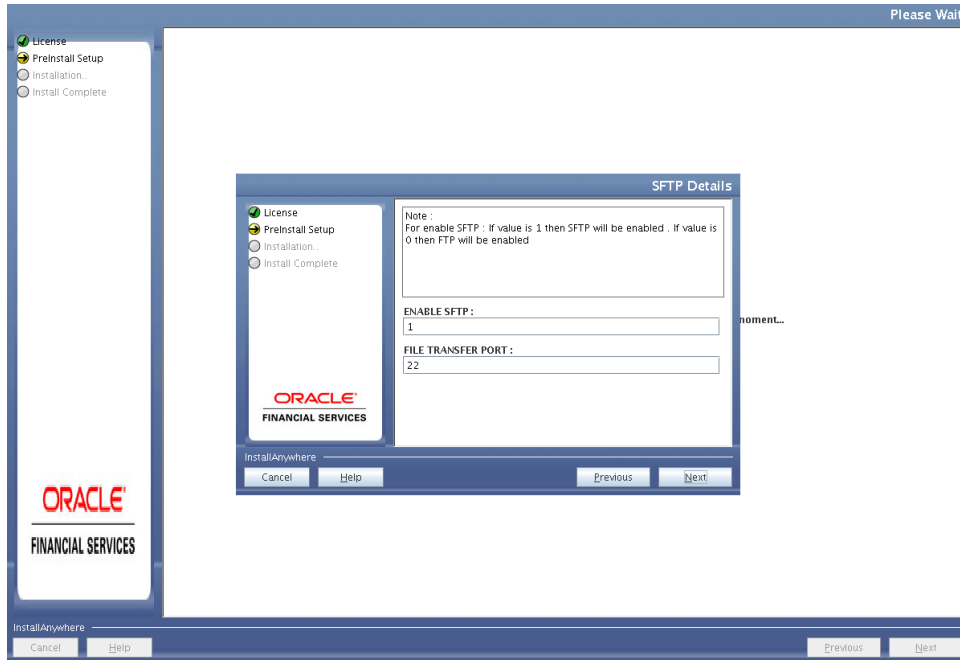 Please Wait
License
PreInstall Setup
Installation..
Install Complete
SFTP Details
License
PreInstall Setup
Installation..
Install Complete
Note :
For enable SFTP : If value is 1 then SFTP will be enabled . If value is
0 then FTP will be enabled
ENABLE SFTP :
1
FILE TRANSFER PORT :
22
moment...
ORACLE
FINANCIAL SERVICES
InstallAnywhere
Cancel
Help
Previous
Next
ORACLE
FINANCIAL SERVICES
InstallAnywhere
Cancel
Help
Previous
Next